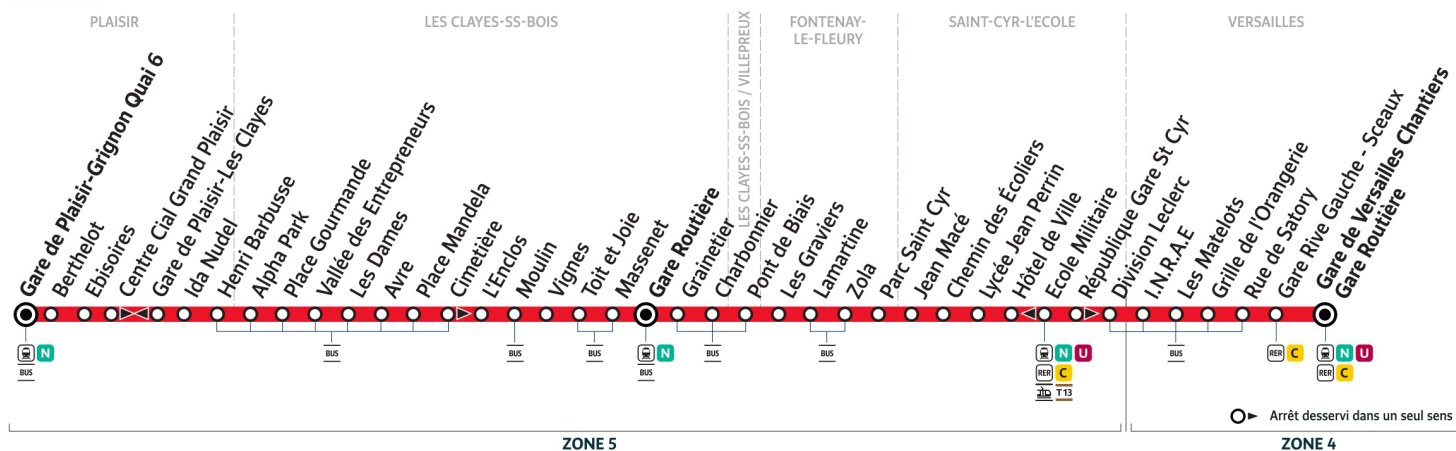 PLAISIR
LES CLAYES-SS-BOIS
LES CLAYES-SS-BOIS / VILLEPREUX
FONTENAY-
LE-FLEURY
SAINT-CYR-L'ECOLE
VERSAILLES
Gare de Plaisir-Grignon Quai 6
Berthelot
Ebisoires
Centre Cial Grand Plaisir
Gare de Plaisir-Les Clayes
Ida Nudel
Henri Barbusse
Alpha Park
Place Gourmande
Vallée des Entrepreneurs
Les Dames
Avre
Place Mandela
Cimetière
L'Enclos
Moulin
Vignes
Toit et Joie
Massenet
Gare Routière
Grainetier
Charbonnier
Pont de Biais
Les Graviers
Lamartine
Zola
Parc Saint Cyr
Jean Macé
Chemin des Écoliers
Lycée Jean Perrin
Hôtel de Ville
Ecole Militaire
République Gare St Cyr
Division Leclerc
I.N.R.A.E
Les Matelots
Grille de l'Orangerie
Rue de Satory
Gare Rive Gauche - Sceaux
Gare de Versailles Chantiers
Gare Routière
N
BUS
BUS
BUS
BUS
N
BUS
BUS
BUS
N U
RER C
T13
BUS
RER C
N U
RER C
Arrêt desservi dans un seul sens
ZONE 5
ZONE 4